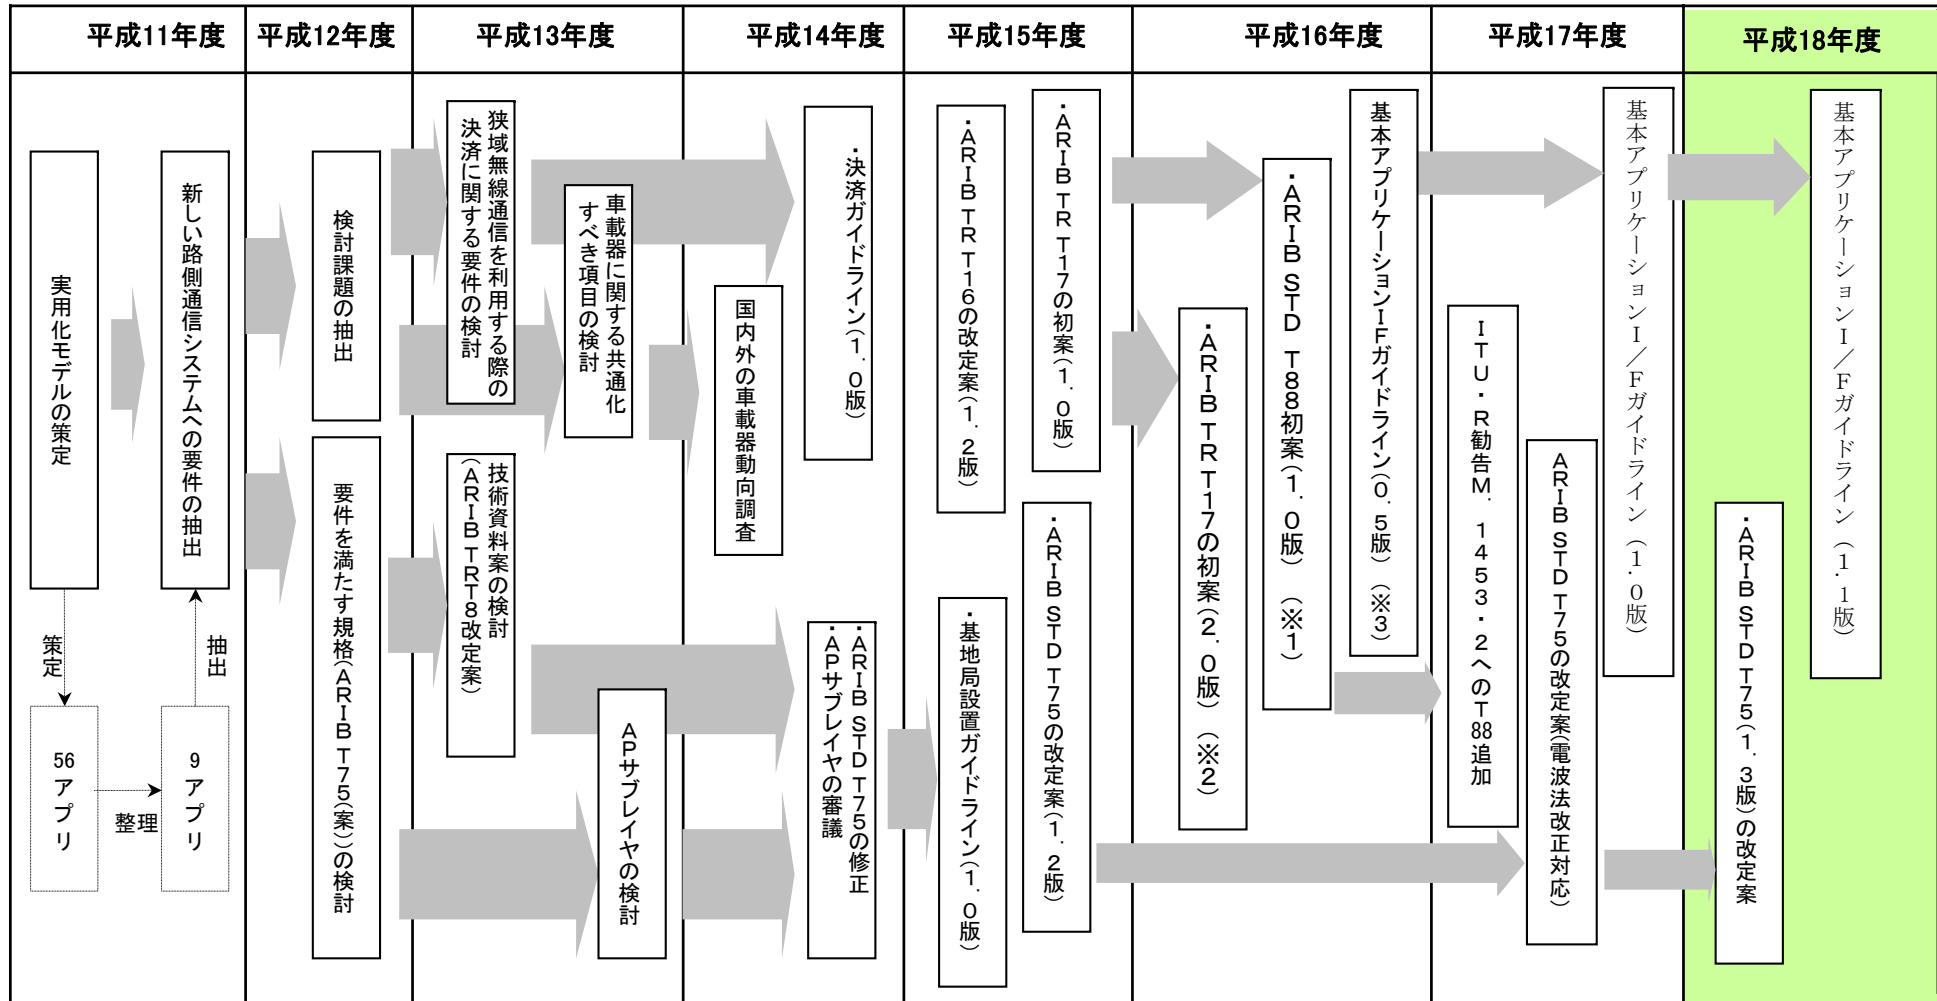 平成11年度
平成12年度
平成13年度
平成14年度
平成15年度
平成16年度
平成17年度
平成18年度
実用化モデルの策定
新しい路側通信システムへの要件の抽出
策定
抽出
56アプリ
整理
9アプリ
検討課題の抽出
要件を満たす規格(ARIB T75(案))の検討
狭域無線通信を利用する際の
決済に関する要件の検討
車載器に関する共通化
すべき項目の検討
技術資料案の検討
(ARIB TRT8改定案)
APサブレイヤの検討
国内外の車載器動向調査
・決済ガイドライン(1.0版)
・ARIB STD T75の修正
・APサブレイヤの審議
・ARIB TR T16の改定案(1.2版)
・ARIB TR T17の初案(1.0版)
・基地局設置ガイドライン(1.0版)
・ARIB STD T75の改定案(1.2版)
・ARIB TR T17の初案(2.0版) (※2)
・ARIB STD T88初案(1.0版) (※1)
基本アプリケーションIFガイドライン(0.5版) (※3)
ITU・R勧告M.1453・2へのT88追加
ARIB STD T75の改定案(電波法改正対応)
基本アプリケーションI/Fガイドライン(1.0版)
・ARIB STD T75(1.3版)の改定案
基本アプリケーションI/Fガイドライン(1.1版)